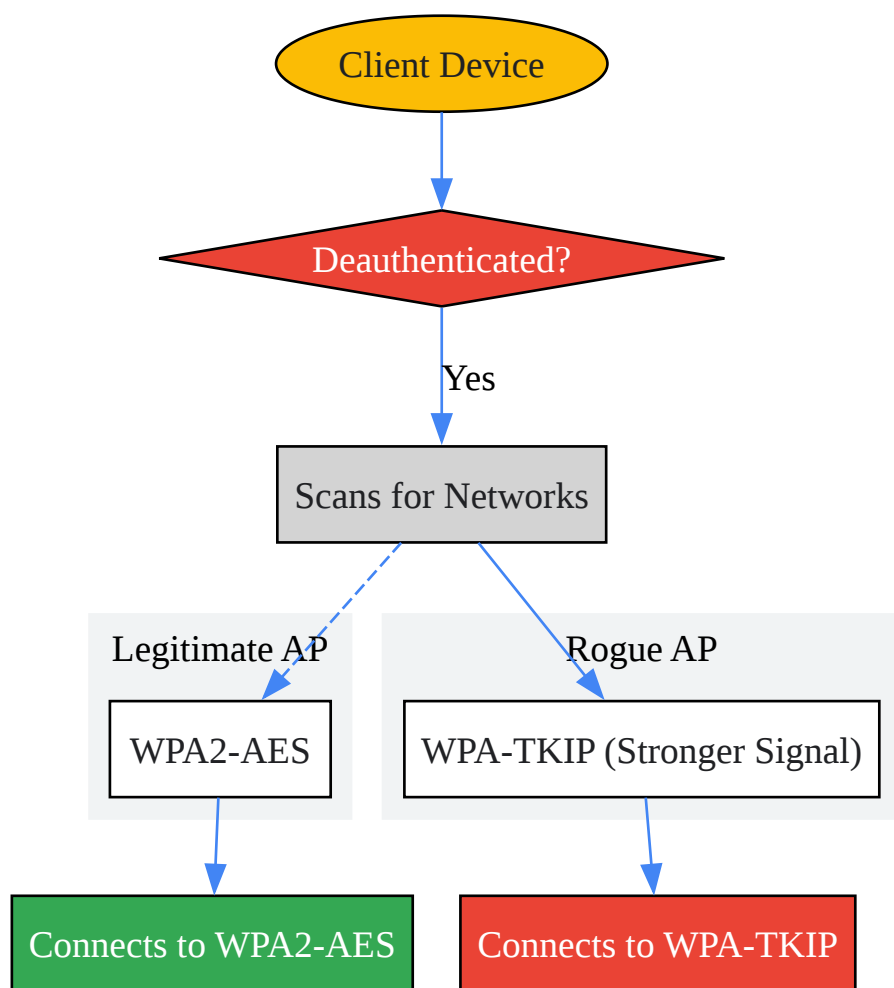 Client Device
Deauthenticated?
Yes
Scans for Networks
Legitimate AP
Rogue AP
WPA2-AES
WPA-TKIP (Stronger Signal)
Connects to WPA2-AES
Connects to WPA-TKIP